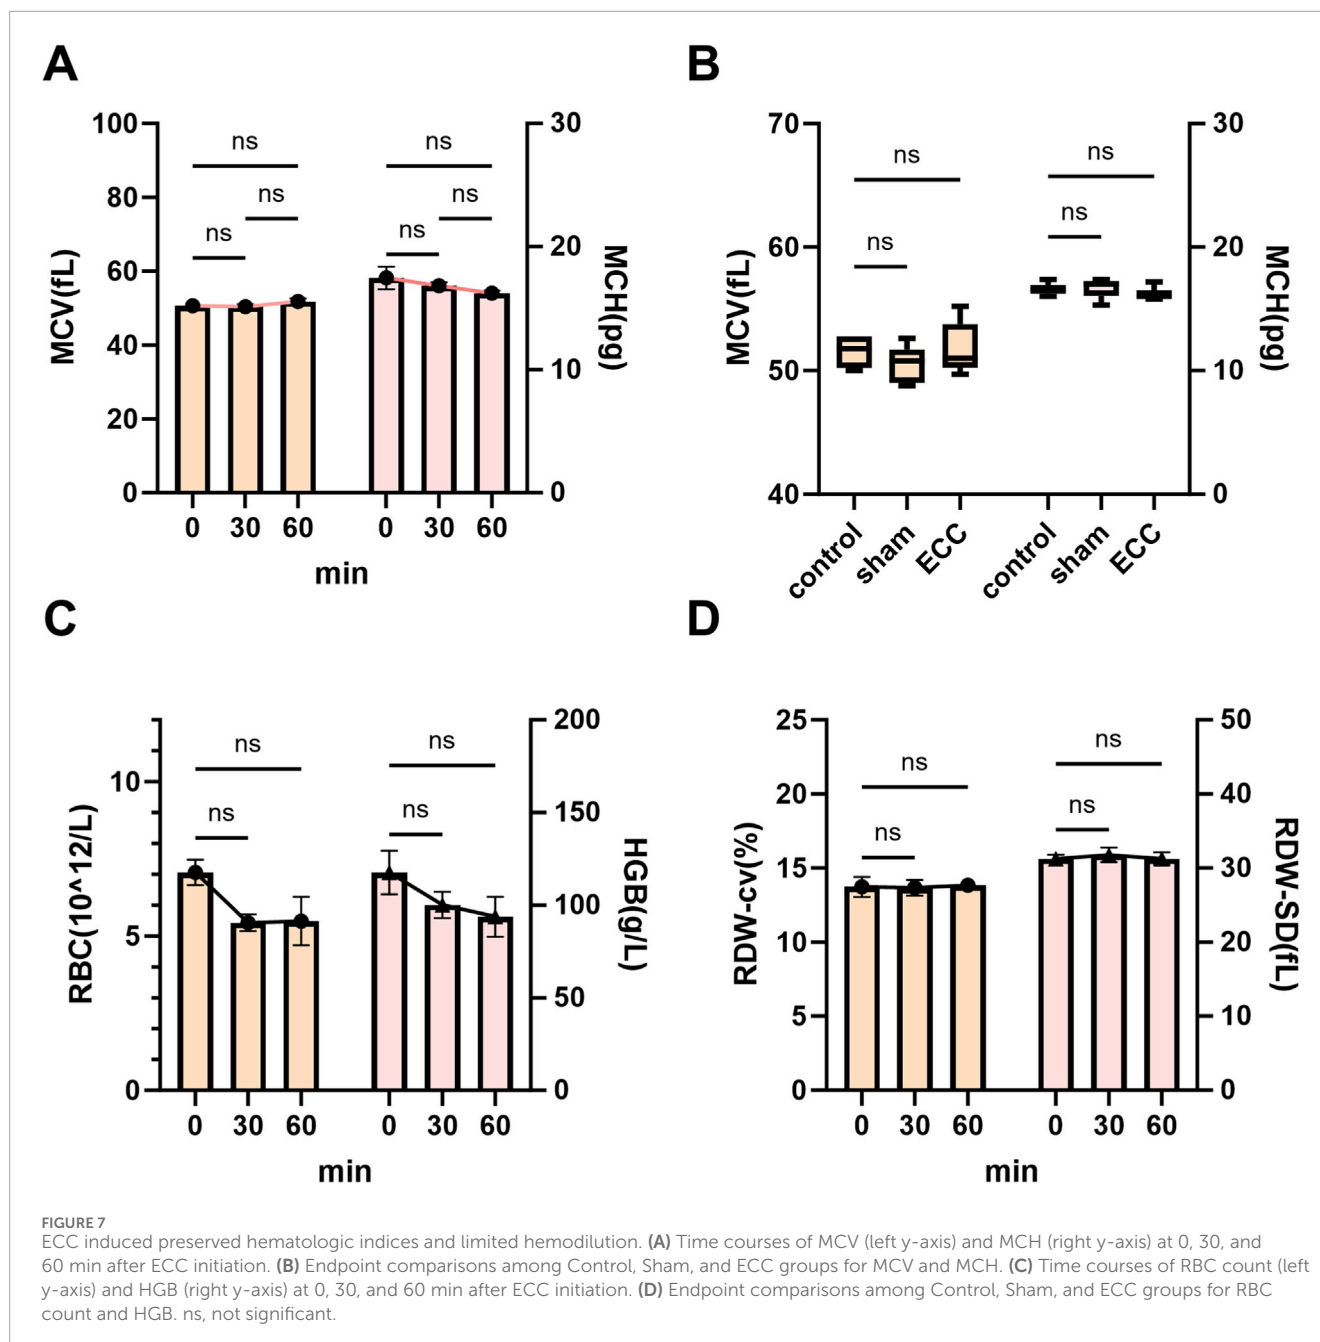 A
100
80
60
40
20
0
MCV(fL)
ns
ns
ns
ns
ns
ns
30
20
10
0
MCH(pg)
0 30 60 0 30 60
min
B
70
60
50
40
MCV(fL)
ns
ns
ns
ns
30
20
10
0
MCH(pg)
control sham ECC control sham ECC
C
10
5
0
RBC(10^12/L)
ns
ns
ns
ns
200
150
100
50
0
HGB(g/L)
0 30 60 0 30 60
min
D
25
20
15
10
5
0
RDW-cv(%)
ns
ns
ns
ns
50
40
30
20
10
0
RDW-SD(fL)
0 30 60 0 30 60
min
FIGURE 7
ECC induced preserved hematologic indices and limited hemodilution. (A) Time courses of MCV (left y-axis) and MCH (right y-axis) at 0, 30, and
60 min after ECC initiation. (B) Endpoint comparisons among Control, Sham, and ECC groups for MCV and MCH. (C) Time courses of RBC count (left
y-axis) and HGB (right y-axis) at 0, 30, and 60 min after ECC initiation. (D) Endpoint comparisons among Control, Sham, and ECC groups for RBC
count and HGB. ns, not significant.